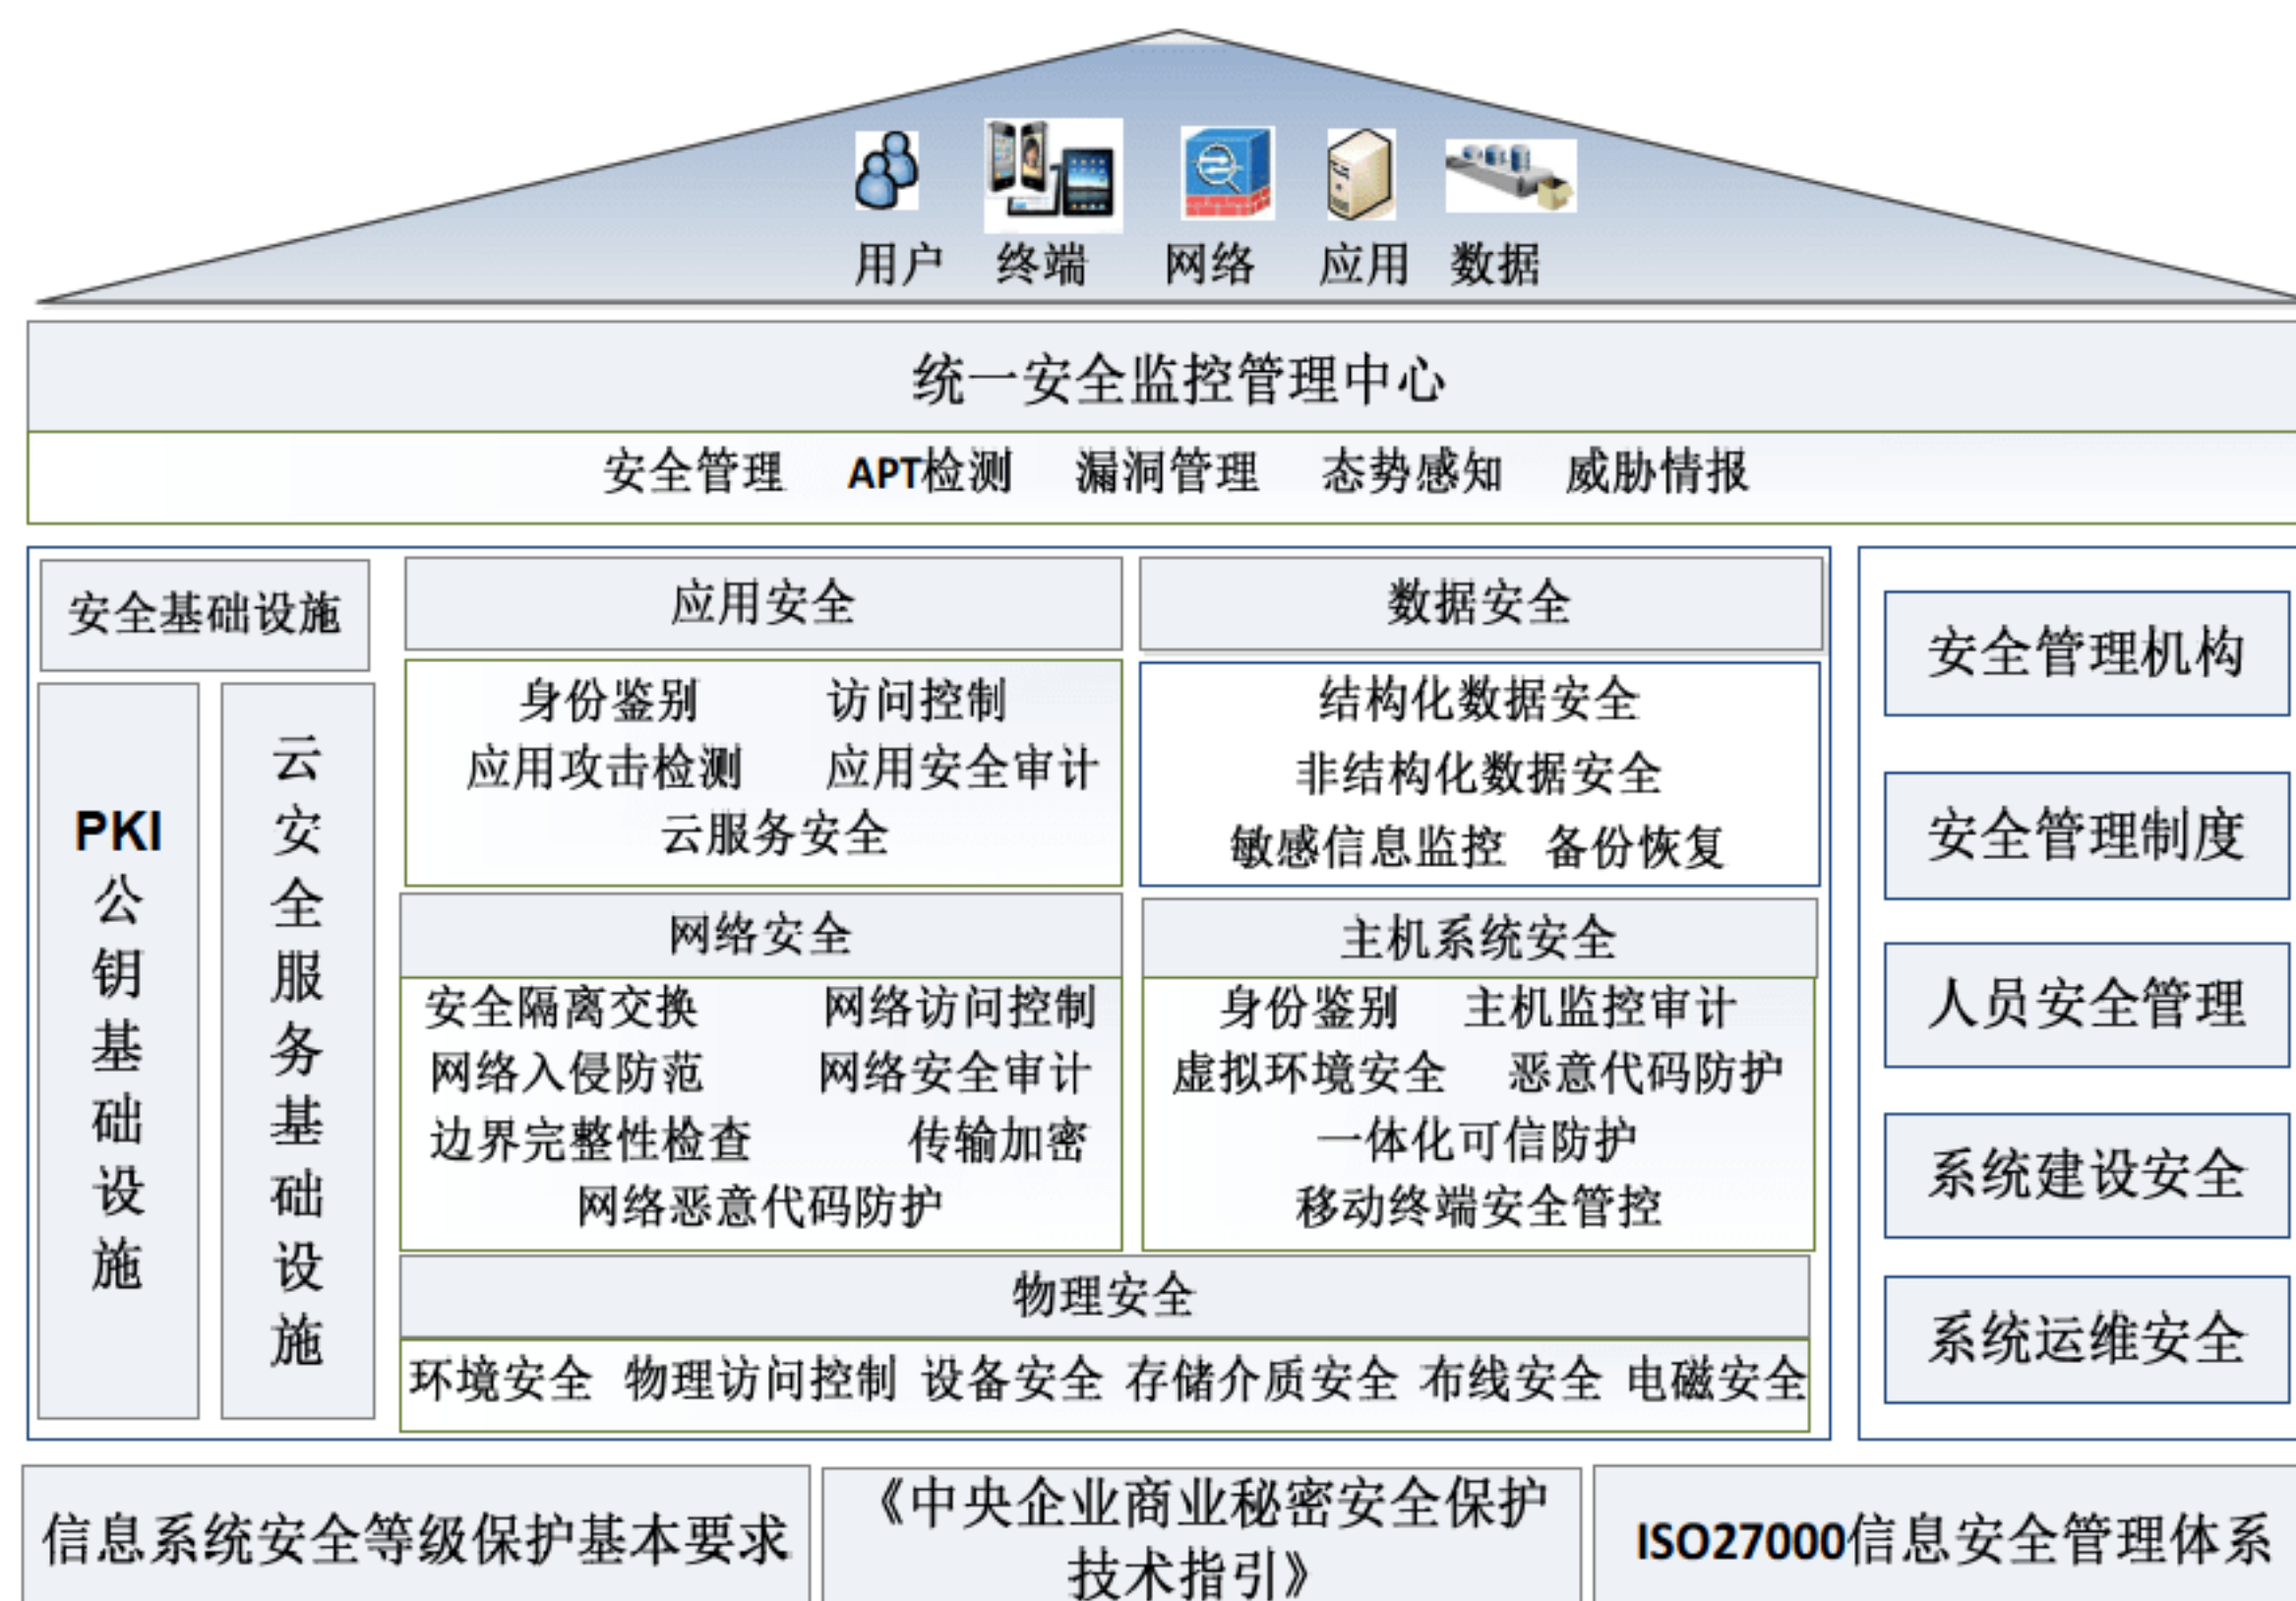 用户 终端 网络 应用 数据
统一安全监控管理中心
安全管理 APT检测 漏洞管理 态势感知 威胁情报
安全基础设施
PKI公钥基础设施
云安全服务基础设施
应用安全
身份鉴别 访问控制
应用攻击检测 应用安全审计
云服务安全
数据安全
结构化数据安全
非结构化数据安全
敏感信息监控 备份恢复
网络安全
安全隔离交换 网络访问控制
网络入侵防范 网络安全审计
边界完整性检查 传输加密
网络恶意代码防护
主机系统安全
身份鉴别 主机监控审计
虚拟环境安全 恶意代码防护
一体化可信防护
移动终端安全管控
物理安全
环境安全 物理访问控制 设备安全 存储介质安全 布线安全 电磁安全
安全管理机构
安全管理制度
人员安全管理
系统建设安全
系统运维安全
信息系统安全等级保护基本要求
《中央企业商业秘密安全保护
技术指引》
ISO27000信息安全管理体系